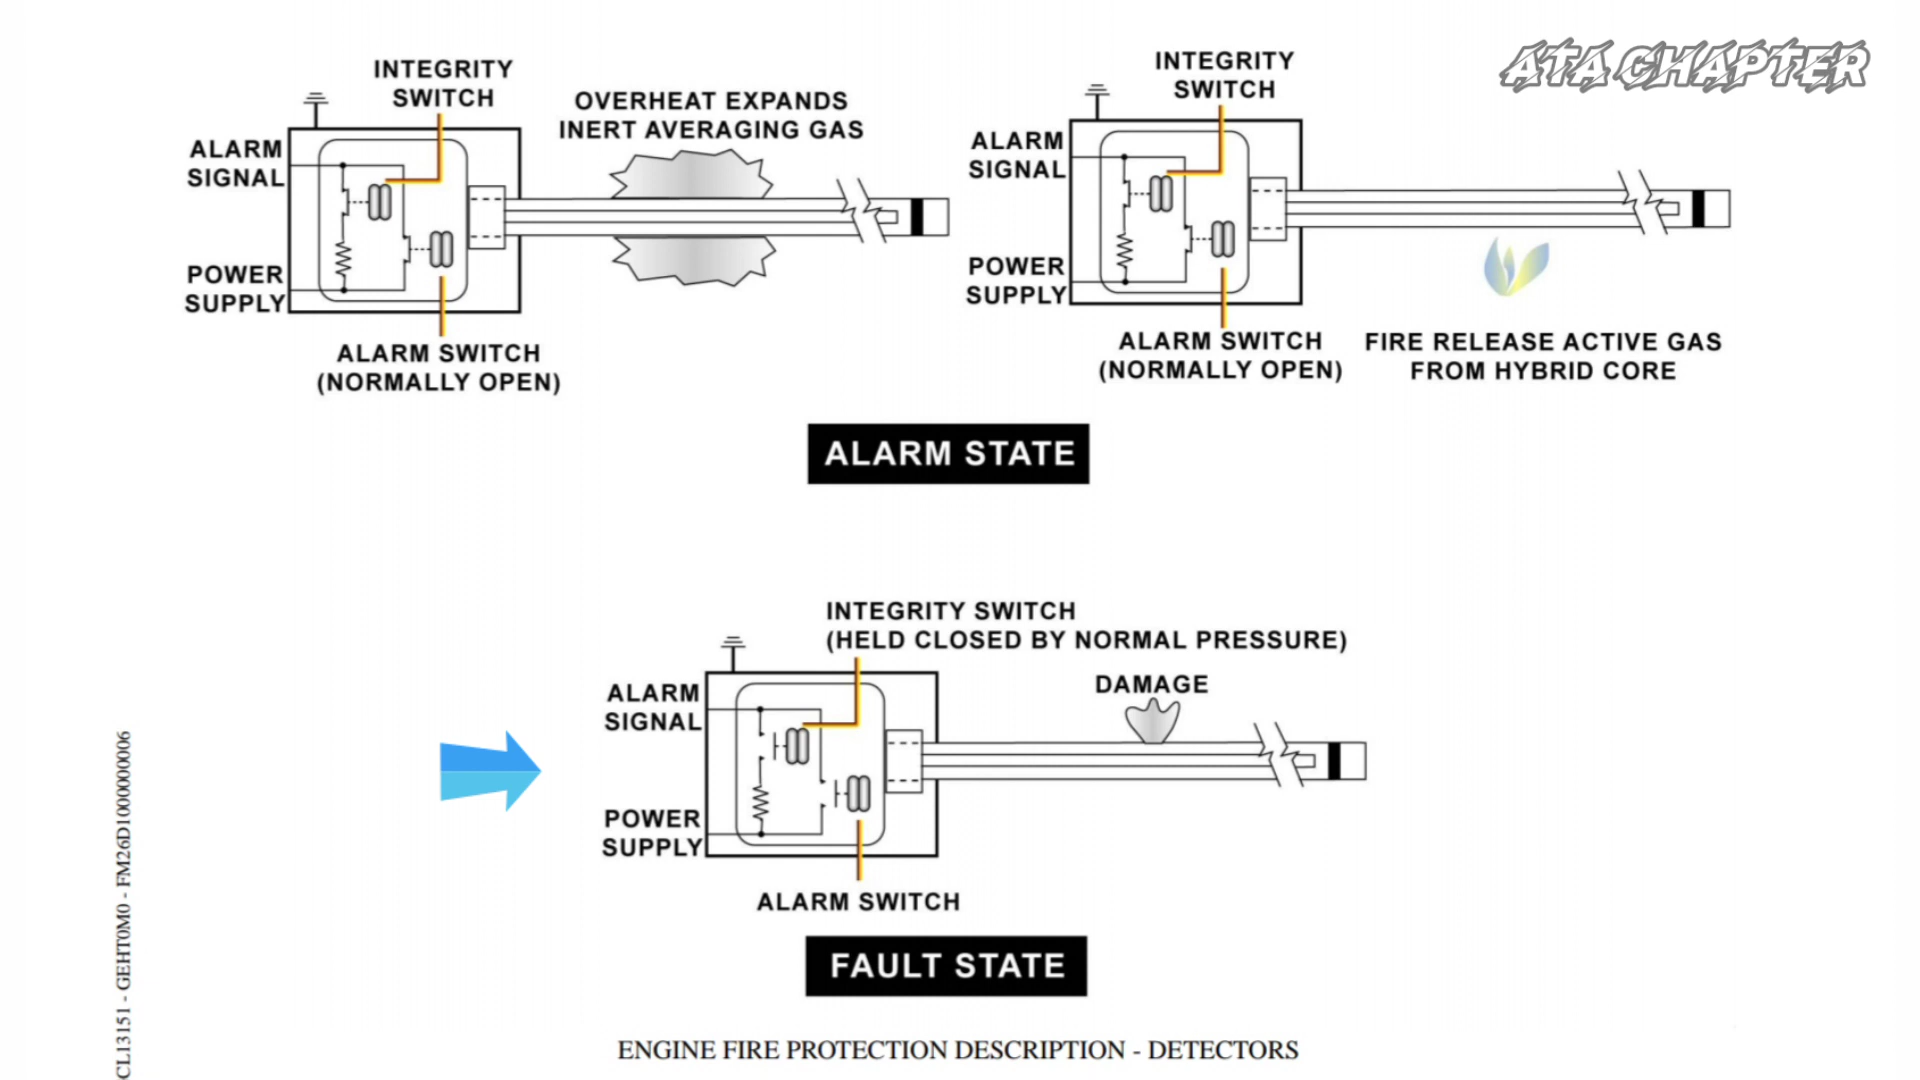 ATA CHAPTER
INTEGRITY
SWITCH
OVERHEAT EXPANDS
INERT AVERAGING GAS
ALARM
SIGNAL
POWER
SUPPLY
ALARM SWITCH
(NORMALLY OPEN)
INTEGRITY
SWITCH
ALARM
SIGNAL
POWER
SUPPLY
ALARM SWITCH
(NORMALLY OPEN)
FIRE RELEASE ACTIVE GAS
FROM HYBRID CORE
ALARM STATE
INTEGRITY SWITCH
(HELD CLOSED BY NORMAL PRESSURE)
DAMAGE
ALARM
SIGNAL
POWER
SUPPLY
ALARM SWITCH
FAULT STATE
CL13151 - GEHT0M0 - FM26D1000000006
ENGINE FIRE PROTECTION DESCRIPTION - DETECTORS